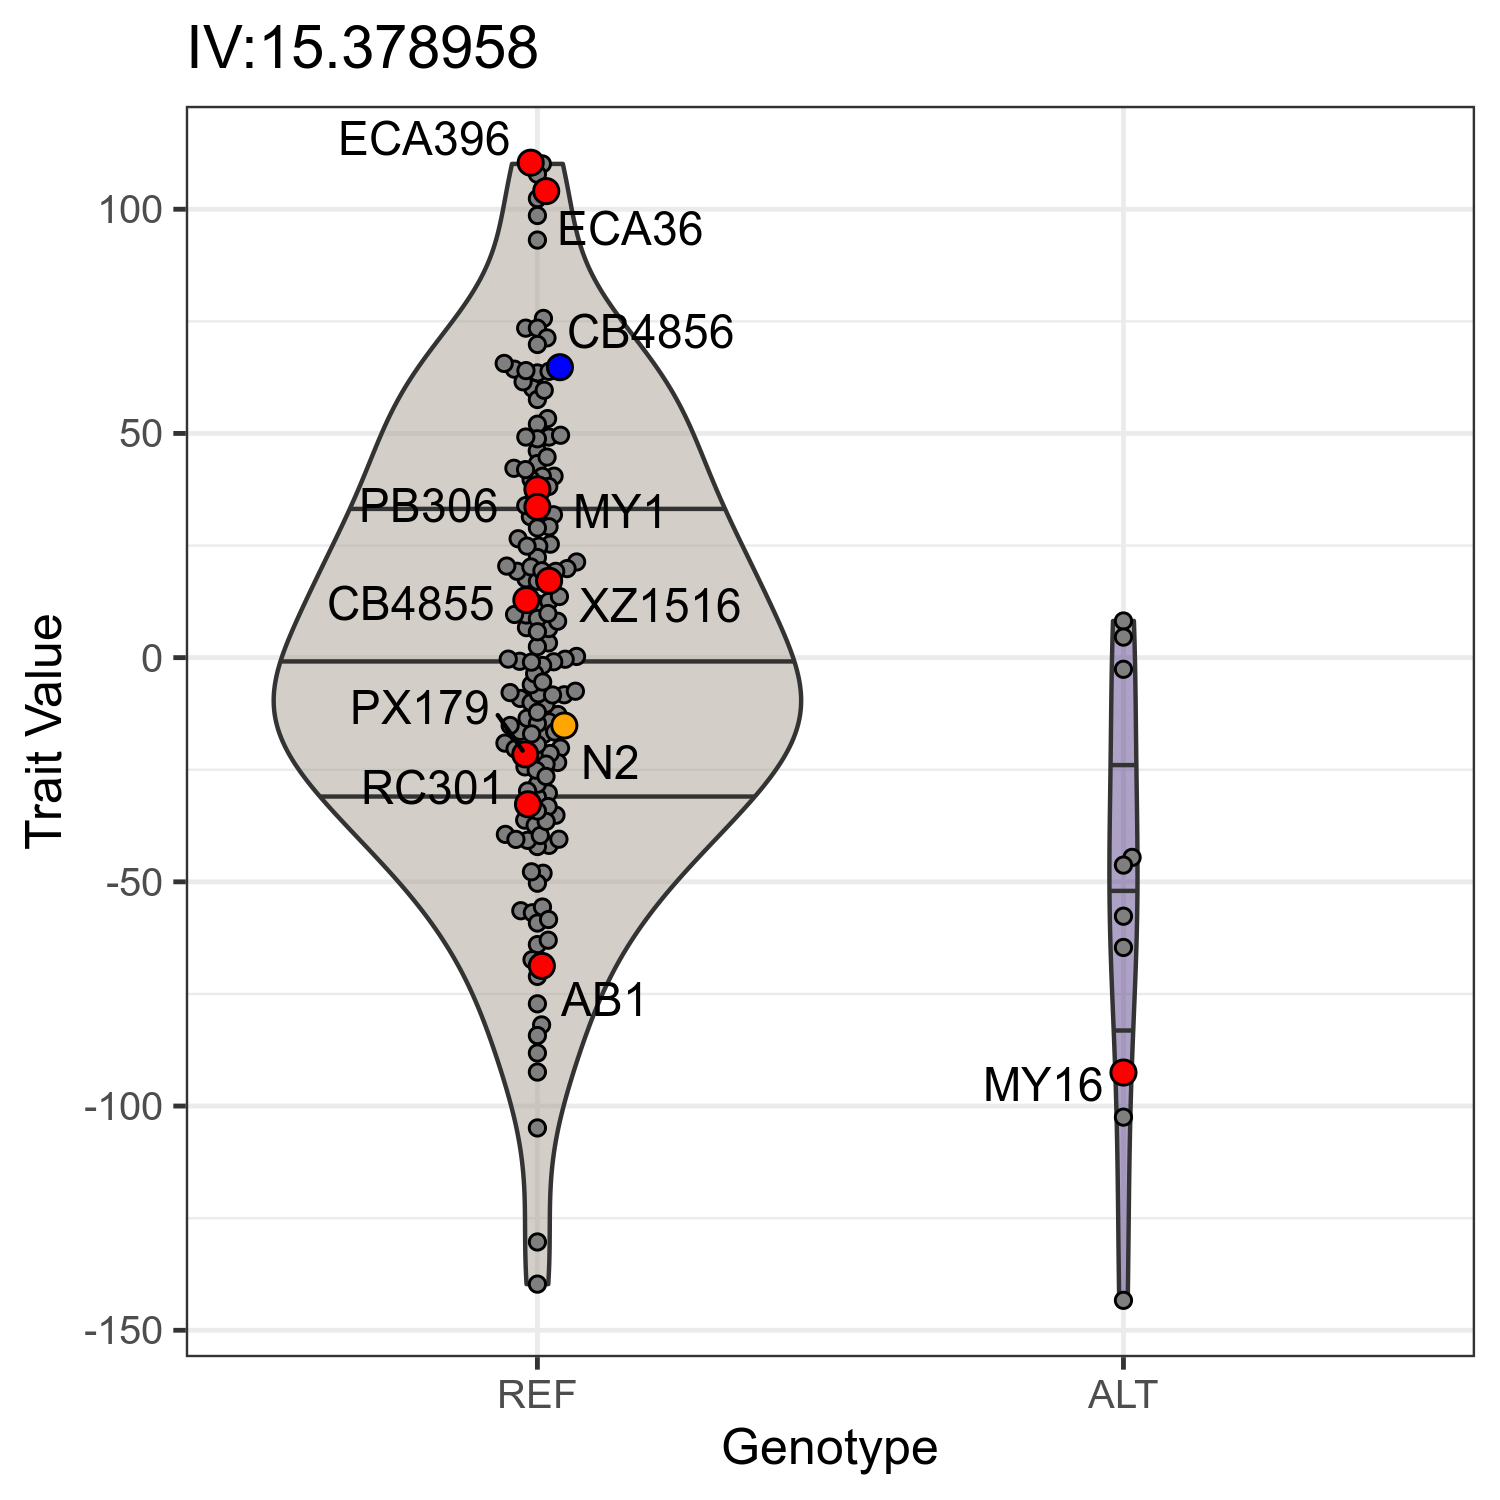 IV:15.378958
ECA396
ECA36
CB4856
PB306
MY1
CB4855
XZ1516
PX179
N2
RC301
AB1
MY16
100
50
0
-50
-100
-150
Trait Value
REF
ALT
Genotype